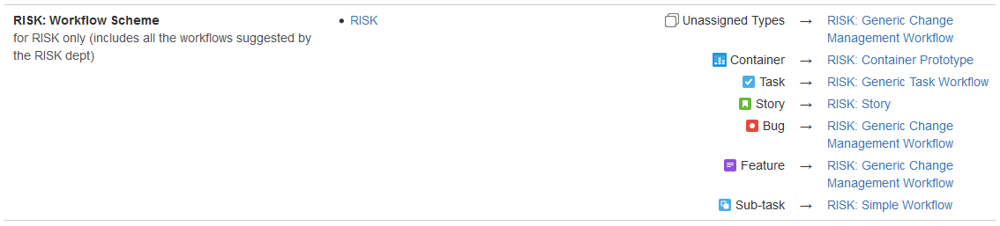 RISK: Workflow Scheme
for RISK only (includes all the workflows suggested by
the RISK dept)
• RISK
Unassigned Types → RISK: Generic Change
Management Workflow
Container → RISK: Container Prototype
Task → RISK: Generic Task Workflow
Story → RISK: Story
Bug → RISK: Generic Change
Management Workflow
Feature → RISK: Generic Change
Management Workflow
Sub-task → RISK: Simple Workflow